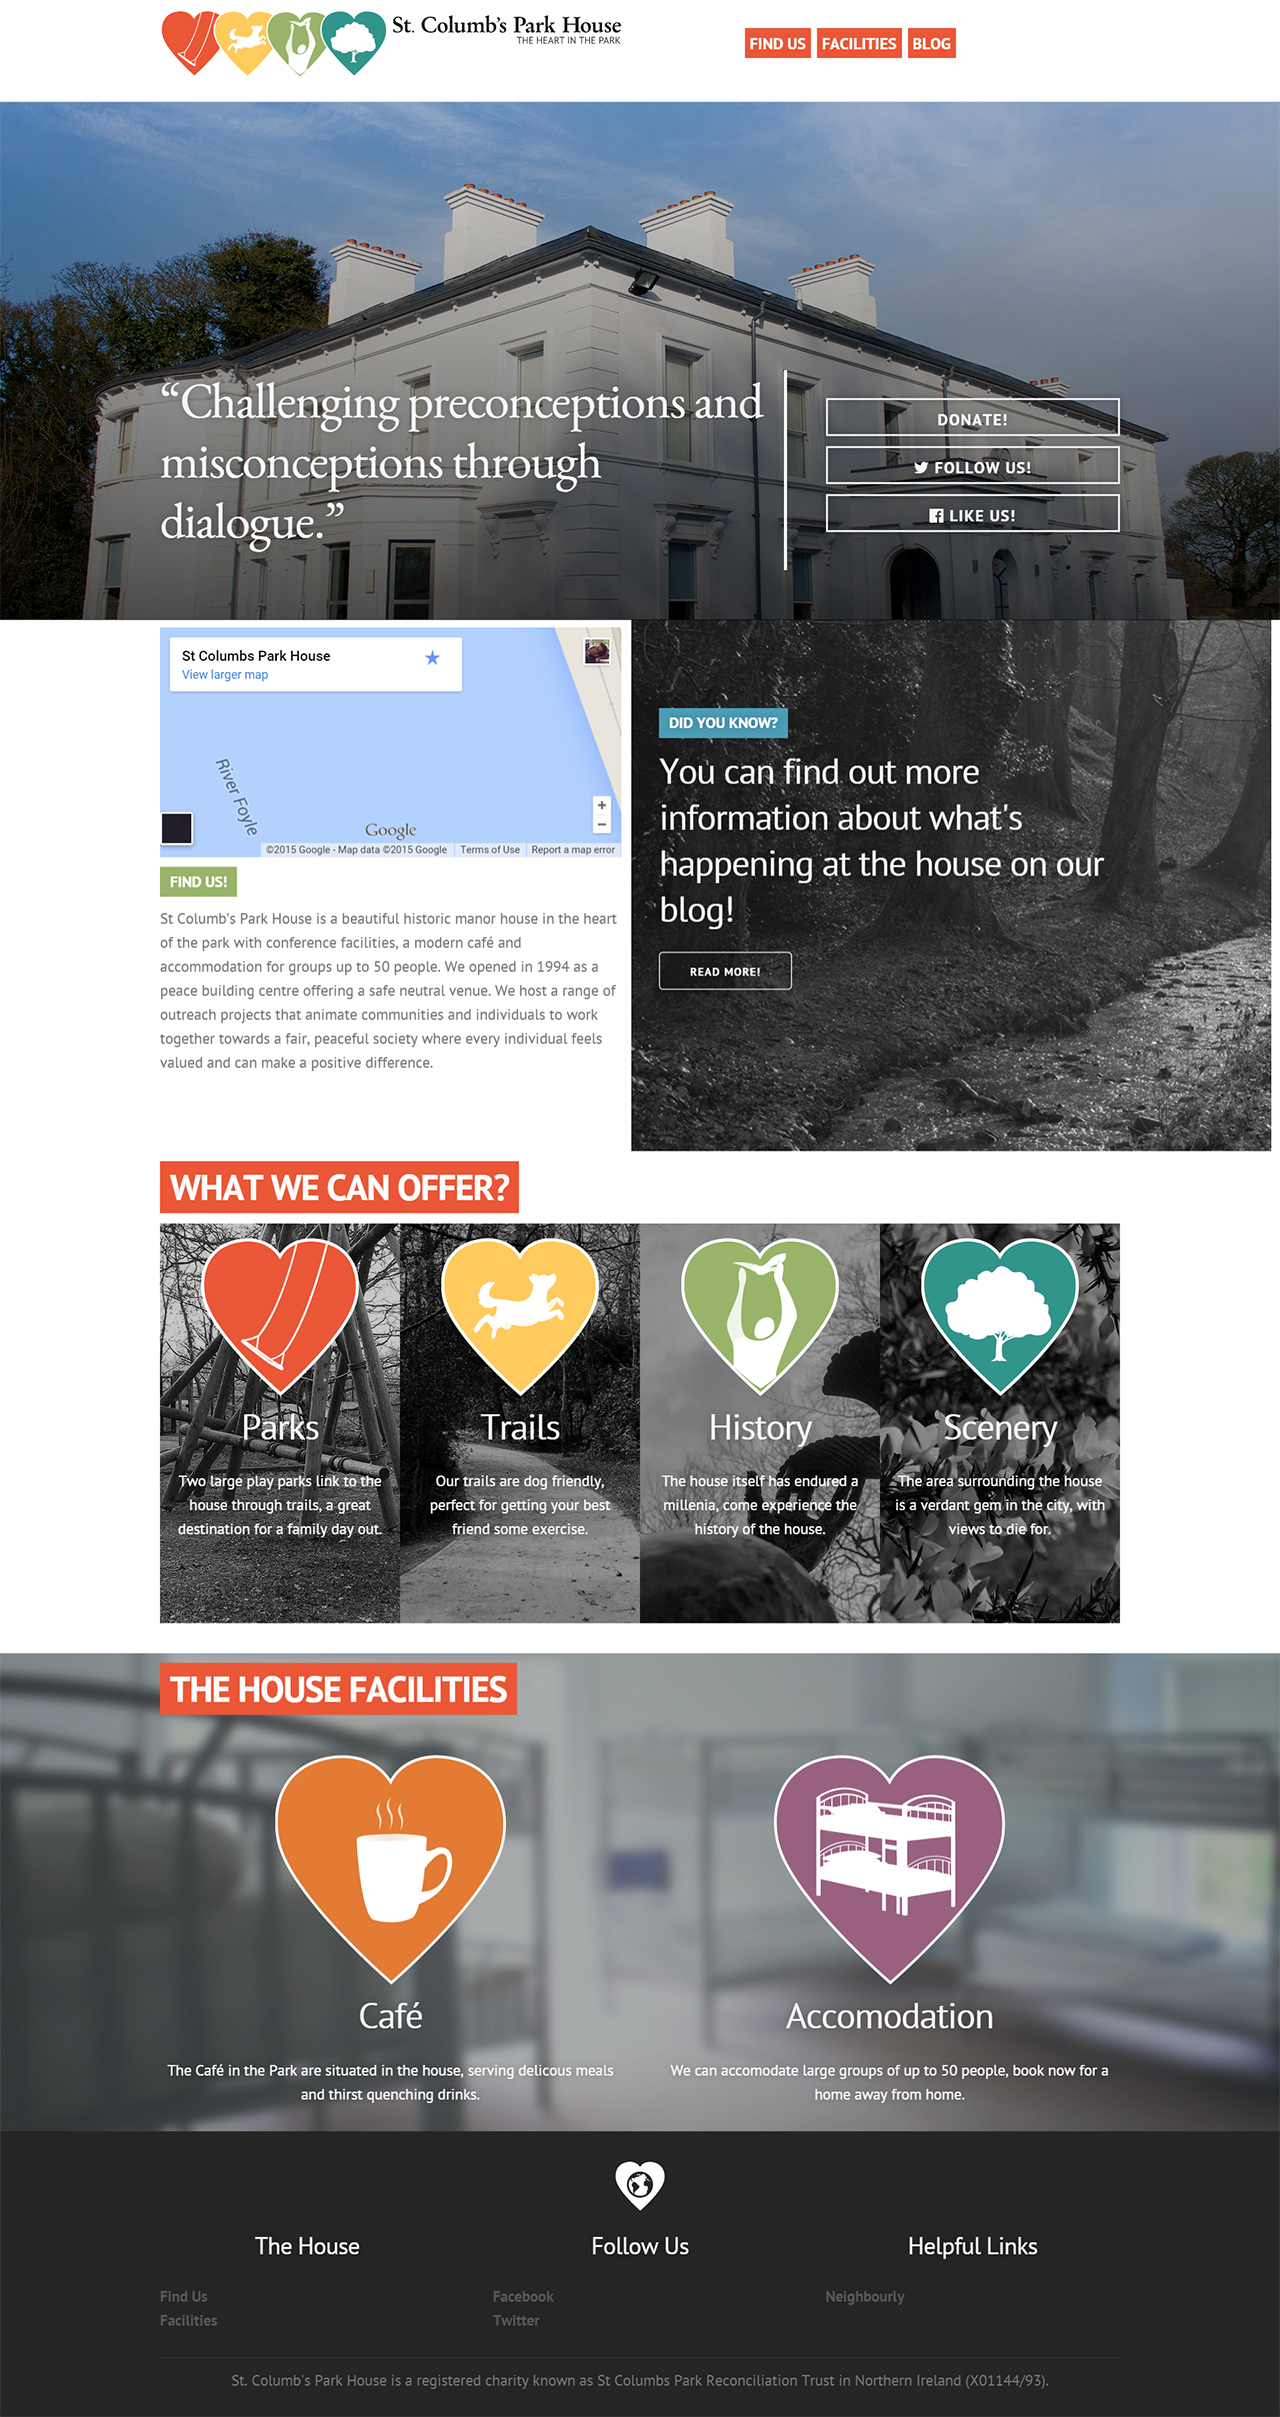 St. Columb's Park House
THE HEART IN THE PARK
FIND US
FACILITIES
BLOG
“Challenging preconceptions and
misconceptions through
dialogue.”
DONATE!
FOLLOW US!
LIKE US!
St Columbs Park House
View larger map
River Foyle
Google
+
−
©2015 Google - Map data ©2015 Google
Terms of Use
Report a map error
FIND US!
St Columb's Park House is a beautiful historic manor house in the heart
of the park with conference facilities, a modern café and
accommodation for groups up to 50 people. We opened in 1994 as a
peace building centre offering a safe neutral venue. We host a range of
outreach projects that animate communities and individuals to work
together towards a fair, peaceful society where every individual feels
valued and can make a positive difference.
DID YOU KNOW?
You can find out more
information about what's
happening at the house on our
blog!
READ MORE!
WHAT WE CAN OFFER?
Parks
Two large play parks link to the
house through trails, a great
destination for a family day out.
Trails
Our trails are dog friendly,
perfect for getting your best
friend some exercise.
History
The house itself has endured a
millenia, come experience the
history of the house.
Scenery
The area surrounding the house
is a verdant gem in the city, with
views to die for.
THE HOUSE FACILITIES
Café
The Café in the Park are situated in the house, serving delicous meals
and thirst quenching drinks.
Accomodation
We can accomodate large groups of up to 50 people, book now for a
home away from home.
The House
Find Us
Facilities
Follow Us
Facebook
Twitter
Helpful Links
Neighbourly
St. Columb's Park House is a registered charity known as St Columbs Park Reconciliation Trust in Northern Ireland (X01144/93).